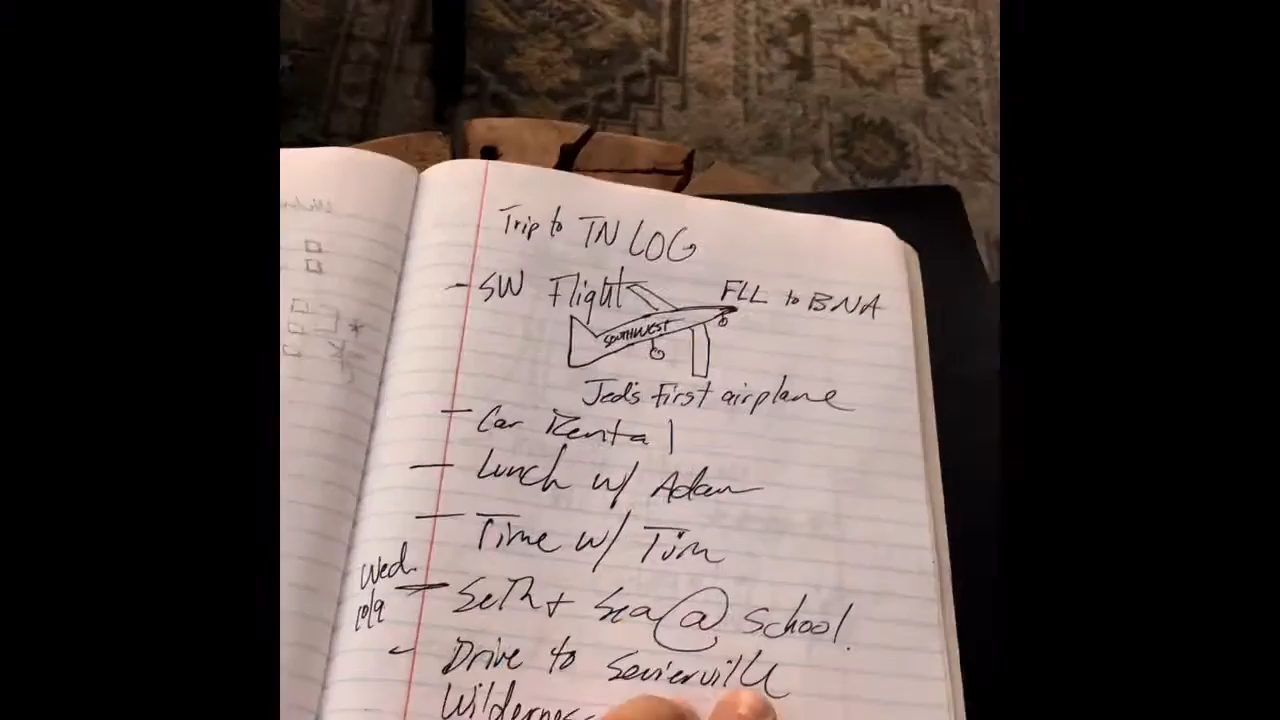 Trip to TN LOG
- SW Flight FLL to BNA
SOUTHWEST
Jed's First airplane
- Car Rental
- Lunch w/ Adam
- Time w/ Tim
Wed.
10/9
- Seth + Sea @ School.
- Drive to Sevierville